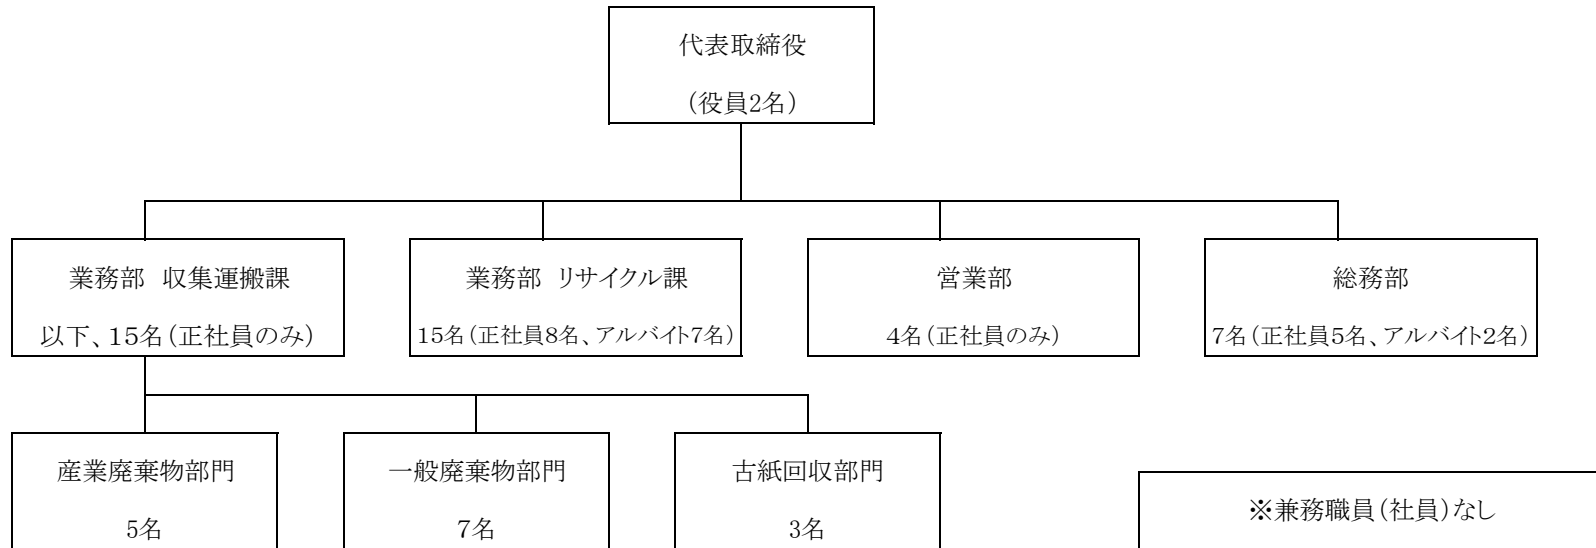 代表取締役
(役員2名)
業務部　収集運搬課
以下、15名(正社員のみ)
業務部　リサイクル課
15名(正社員8名、アルバイト7名)
営業部
4名(正社員のみ)
総務部
7名(正社員5名、アルバイト2名)
産業廃棄物部門
5名
一般廃棄物部門
7名
古紙回収部門
3名
※兼務職員(社員)なし